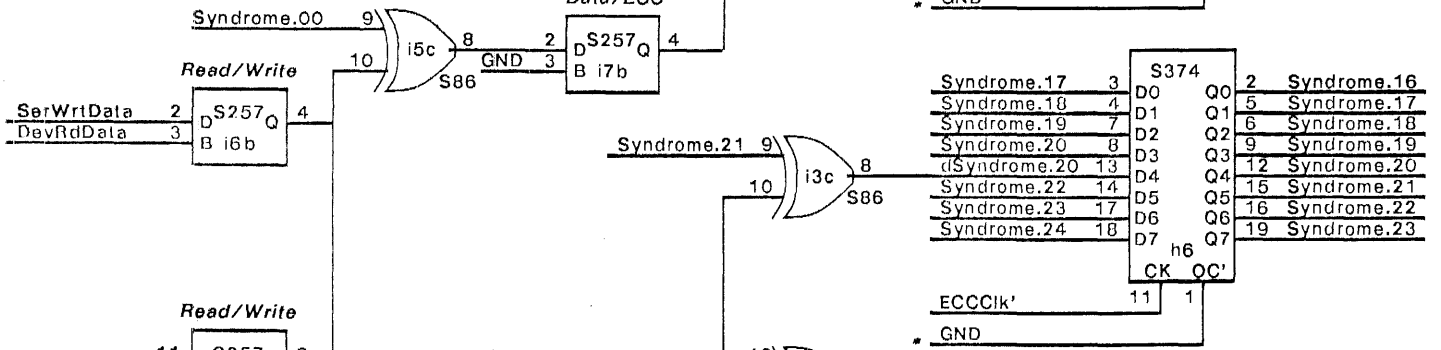 Data/ECC
* GND
Syndrome.00 9
10
i5c
8
S86
2 D S257 Q 4
GND 3 B i7b
Read/Write
SerWrtData 2 D S257 Q 4
DevRdData 3 B i6b
Syndrome.21 9
10
i3c
8
S86
S374
Syndrome.17 3 D0 Q0 2 Syndrome.16
Syndrome.18 4 D1 Q1 5 Syndrome.17
Syndrome.19 7 D2 Q2 6 Syndrome.18
Syndrome.20 8 D3 Q3 9 Syndrome.19
dSyndrome.20 13 D4 Q4 12 Syndrome.20
Syndrome.22 14 D5 Q5 15 Syndrome.21
Syndrome.23 17 D6 Q6 16 Syndrome.22
Syndrome.24 18 D7 Q7 19 Syndrome.23
h6
CK OC'
11 1
ECCClk'
* GND
Read/Write